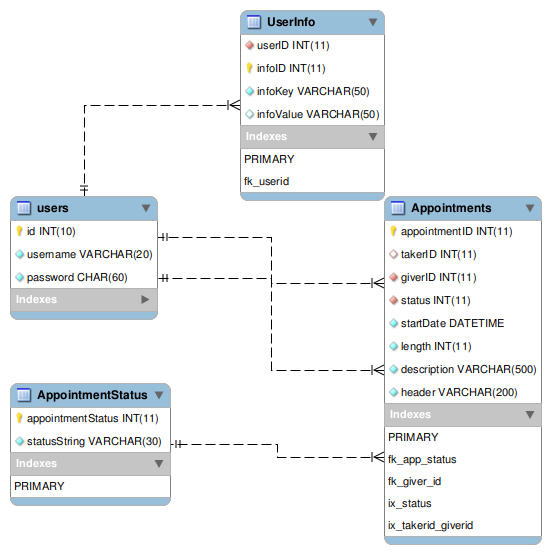 UserInfo
userID INT(11)
infoID INT(11)
infoKey VARCHAR(50)
infoValue VARCHAR(50)
Indexes
PRIMARY
fk_userid
users
id INT(10)
username VARCHAR(20)
password CHAR(60)
Indexes
Appointments
appointmentID INT(11)
takerID INT(11)
giverID INT(11)
status INT(11)
startDate DATETIME
length INT(11)
description VARCHAR(500)
header VARCHAR(200)
Indexes
PRIMARY
fk_app_status
fk_giver_id
ix_status
ix_takerid_giverid
AppointmentStatus
appointmentStatus INT(11)
statusString VARCHAR(30)
Indexes
PRIMARY